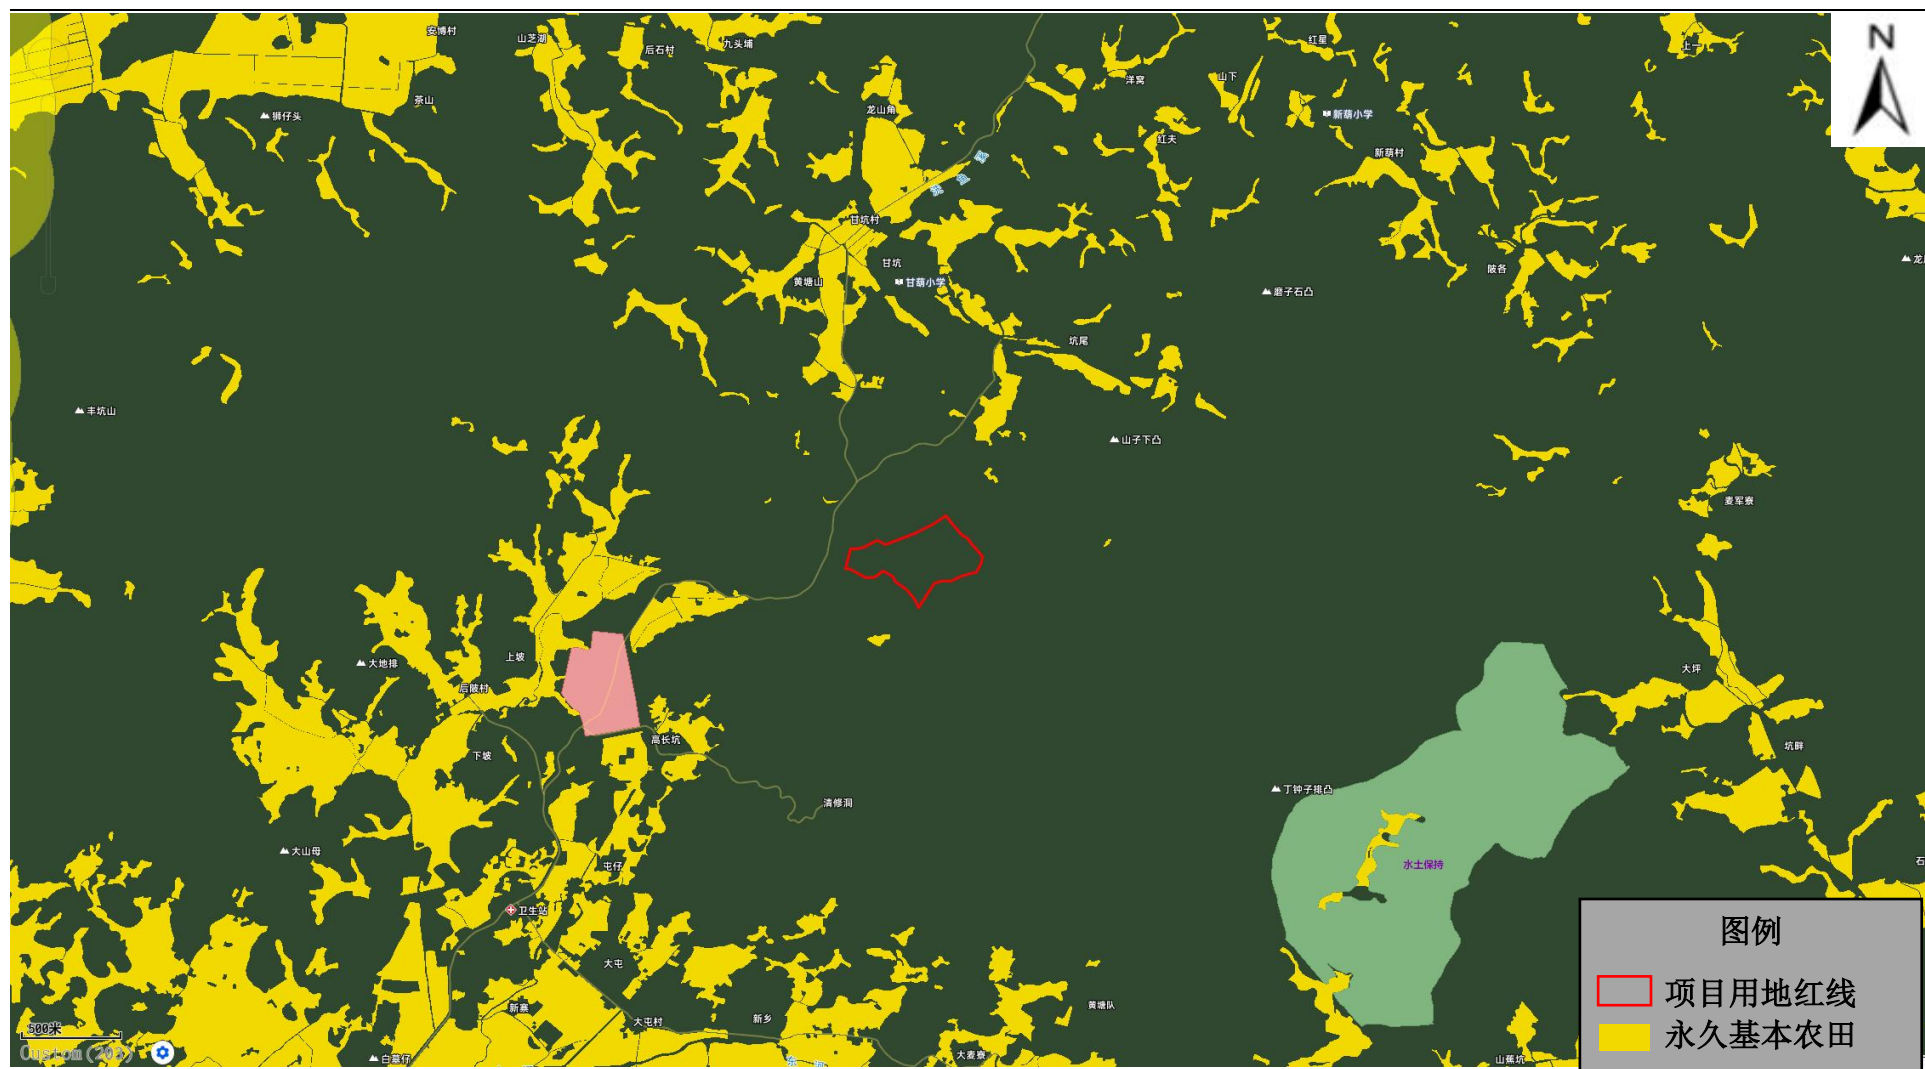 安博村
山芝湖
后石村
九头埔
红星
上一
N
洋窝
山下
茶山
狮仔头
龙山角
新葫小学
红夫
新葫村
甘坑村
甘坑
黄塘山
甘葫小学
陂各
磨子石凸
坑尾
丰坑山
山子下凸
麦军寮
上坡
大地排
后陂村
大坪
高长坑
下坡
坑畔
清修洞
丁钟子排凸
大山母
屯仔
水土保持
卫生站
大屯
黄塘队
新寨
大屯村
新乡
大麦寮
白墓仔
东 河
山蕉坑
500米
图例
项目用地红线
永久基本农田